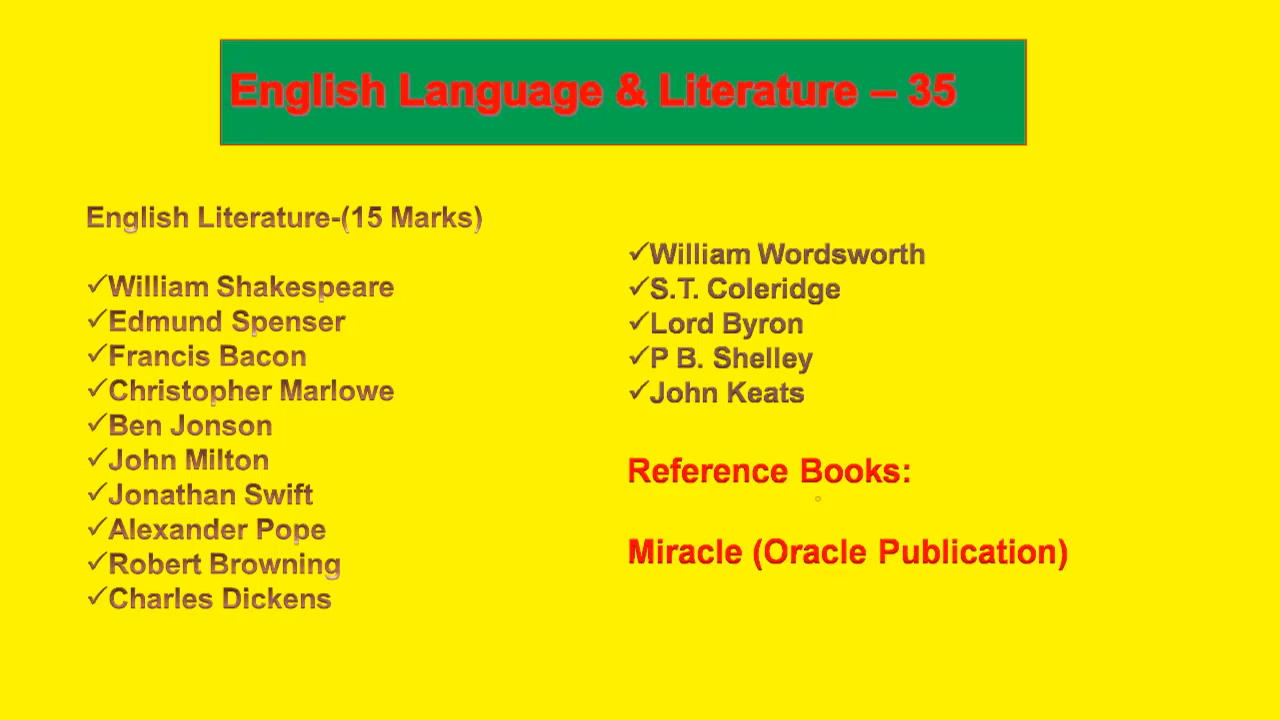 English Language & Literature – 35
English Literature-(15 Marks)
✓William Shakespeare
✓Edmund Spenser
✓Francis Bacon
✓Christopher Marlowe
✓Ben Jonson
✓John Milton
✓Jonathan Swift
✓Alexander Pope
✓Robert Browning
✓Charles Dickens
✓William Wordsworth
✓S.T. Coleridge
✓Lord Byron
✓P B. Shelley
✓John Keats
Reference Books:
Miracle (Oracle Publication)